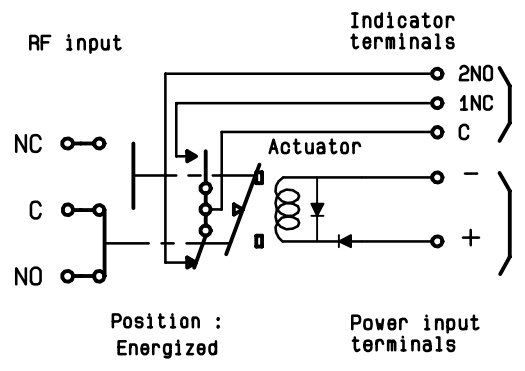 Indicator
terminals
RF input
2NO
1NC
C
Actuator
NC
C
NO
−
+
Position :
Energized
Power input
terminals